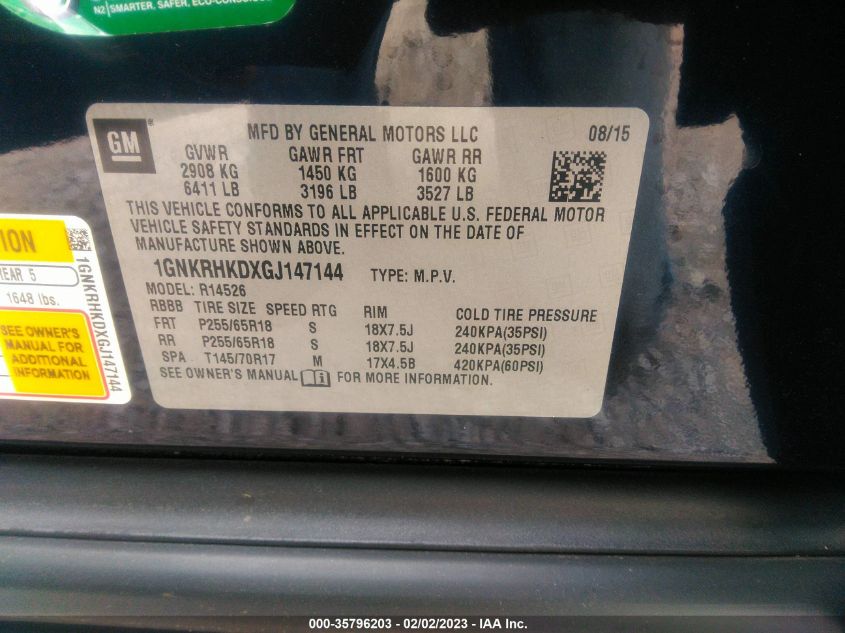 N2 SMARTER, SAFER, ECO-CONSCIOUS
GM
MFD BY GENERAL MOTORS LLC 08/15
GVWR GAWR FRT GAWR RR
2908 KG 1450 KG 1600 KG
6411 LB 3196 LB 3527 LB
THIS VEHICLE CONFORMS TO ALL APPLICABLE U.S. FEDERAL MOTOR
VEHICLE SAFETY STANDARDS IN EFFECT ON THE DATE OF
MANUFACTURE SHOWN ABOVE.
1GNKRHKDXGJ147144 TYPE: M.P.V.
MODEL: R14526
RBBB TIRE SIZE SPEED RTG RIM COLD TIRE PRESSURE
FRT P255/65R18 S 18X7.5J 240KPA(35PSI)
RR P255/65R18 S 18X7.5J 240KPA(35PSI)
SPA T145/70R17 M 17X4.5B 420KPA(60PSI)
SEE OWNER'S MANUAL FOR MORE INFORMATION.
REAR 5
1648 lbs.
SEE OWNER'S
MANUAL FOR
ADDITIONAL
INFORMATION
1GNKRHKDXGJ147144
000-35796203 - 02/02/2023 - IAA Inc.